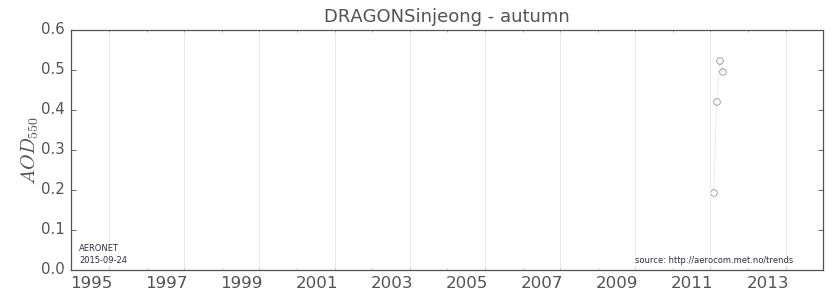 DRAGONSinjeong - autumn
0.6
0.5
0.4
0.3
0.2
0.1
0.0
AOD550
AERONET
2015-09-24
source: http://aerocom.met.no/trends
1995 1997 1999 2001 2003 2005 2007 2009 2011 2013